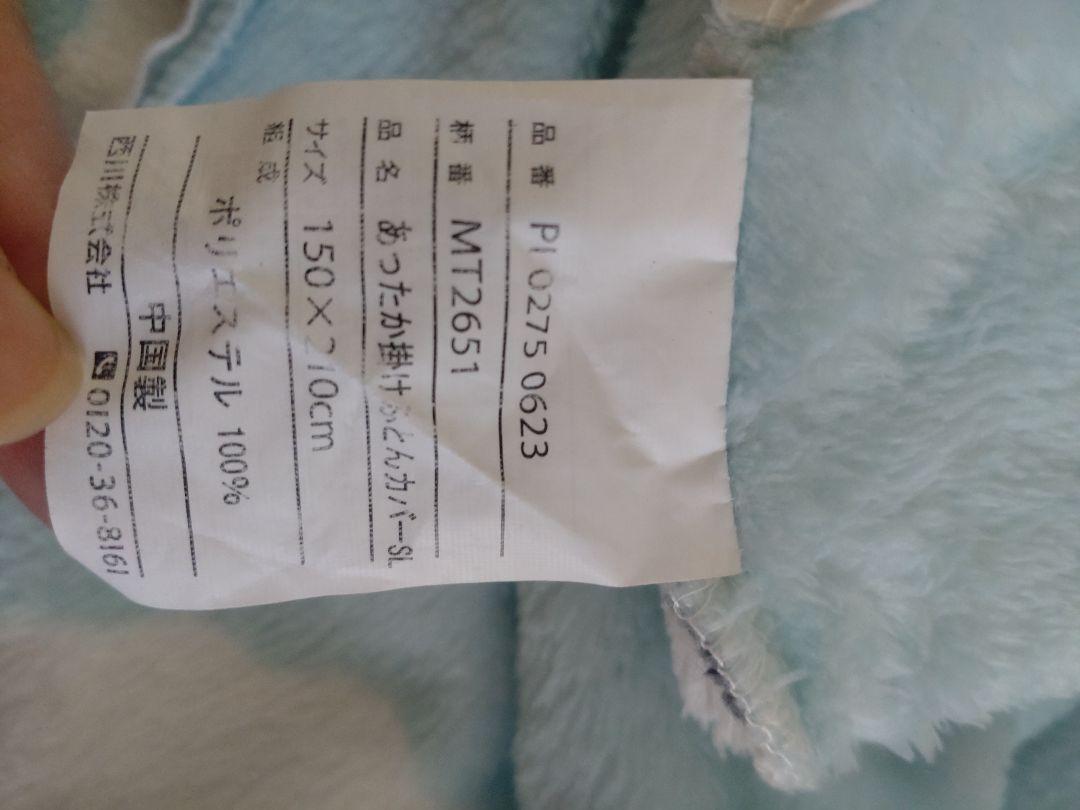 品番 PI 0275 0623
柄番 MT2651
品名 あったか掛けふとんカバーSL
サイズ 150×210cm
組成
ポリエステル 100%
中国製
西川株式会社 0120-36-8161